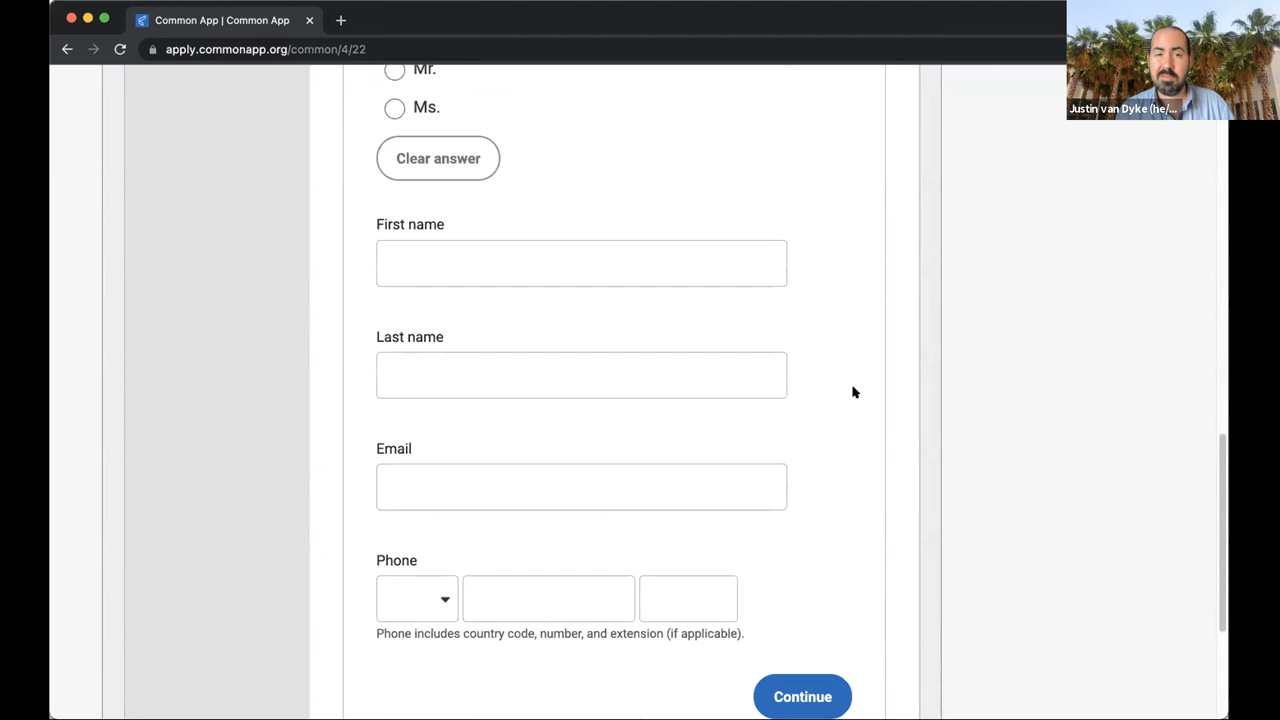 Common App | Common App
apply.commonapp.org/common/4/22
Justin van Dyke (he/...
Mr.
Ms.
Clear answer
First name
Last name
Email
Phone
Phone includes country code, number, and extension (if applicable).
Continue